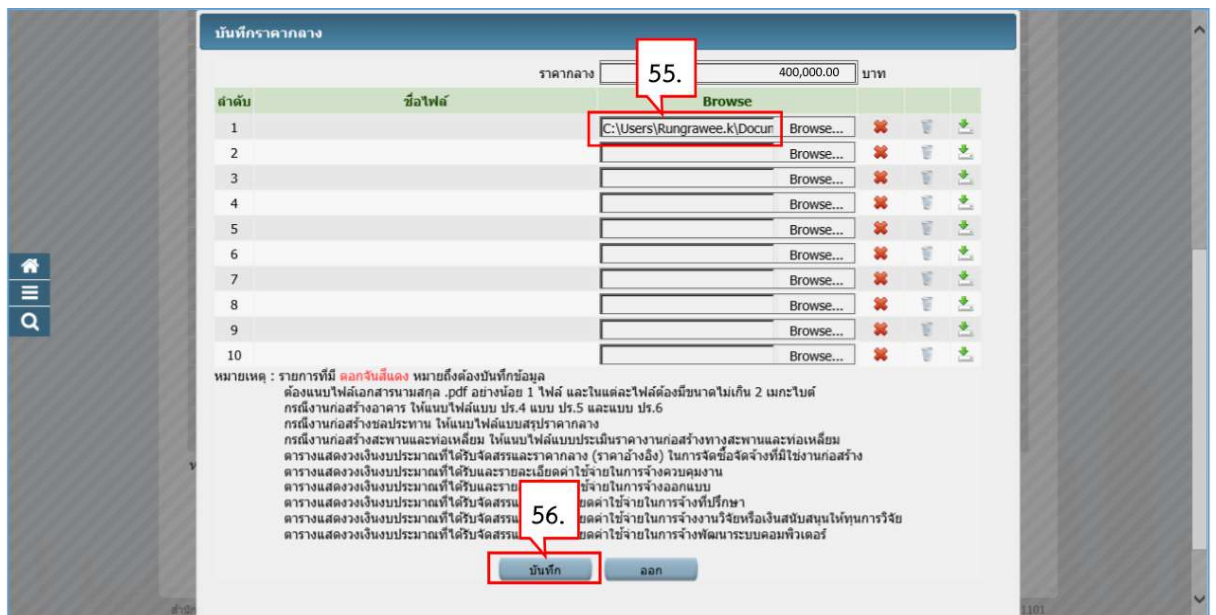 บันทึกราคากลาง
ราคากลาง 400,000.00 บาท
55.
ลำดับ ชื่อไฟล์ Browse
1 C:\Users\Rungrawee.k\Docun Browse...
2 Browse...
3 Browse...
4 Browse...
5 Browse...
6 Browse...
7 Browse...
8 Browse...
9 Browse...
10 Browse...
หมายเหตุ : รายการที่มี ดอกจันสีแดง หมายถึงต้องบันทึกข้อมูล
ต้องแนบไฟล์เอกสารนามสกุล .pdf อย่างน้อย 1 ไฟล์ และในแต่ละไฟล์ต้องมีขนาดไม่เกิน 2 เมกะไบต์
กรณีงานก่อสร้างอาคาร ให้แนบไฟล์แบบ ปร.4 แบบ ปร.5 และแบบ ปร.6
กรณีงานก่อสร้างชลประทาน ให้แนบไฟล์แบบสรุปราคากลาง
กรณีงานก่อสร้างสะพานและท่อเหลี่ยม ให้แนบไฟล์แบบประเมินราคางานก่อสร้างทางสะพานและท่อเหลี่ยม
ตารางแสดงวงเงินงบประมาณที่ได้รับจัดสรรและราคากลาง (ราคาอ้างอิง) ในการจัดซื้อจัดจ้างที่มิใช่งานก่อสร้าง
ตารางแสดงวงเงินงบประมาณที่ได้รับและรายละเอียดค่าใช้จ่ายในการจ้างควบคุมงาน
ตารางแสดงวงเงินงบประมาณที่ได้รับและราย ใช้จ่ายในการจ้างออกแบบ
ตารางแสดงวงเงินงบประมาณที่ได้รับจัดสรร ยดค่าใช้จ่ายในการจ้างที่ปรึกษา
ตารางแสดงวงเงินงบประมาณที่ได้รับจัดสรร ยดค่าใช้จ่ายในการจ้างงานวิจัยหรือเงินสนับสนุนให้ทุนการวิจัย
ตารางแสดงวงเงินงบประมาณที่ได้รับจัดสรร ยดค่าใช้จ่ายในการจ้างพัฒนาระบบคอมพิวเตอร์
56.
บันทึก ออก
สำนัก 1101